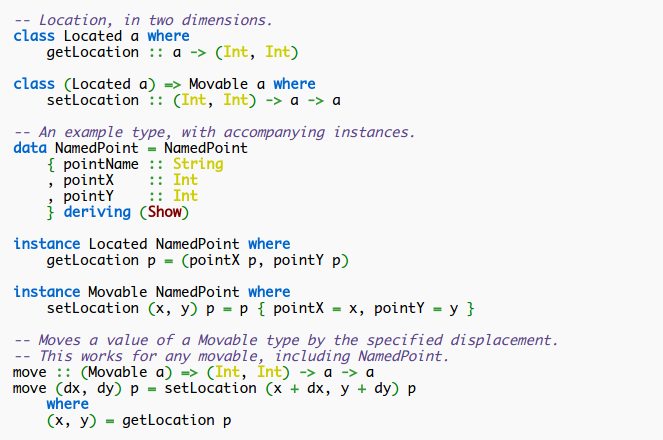 -- Location, in two dimensions.
class Located a where
    getLocation :: a -> (Int, Int)

class (Located a) => Movable a where
    setLocation :: (Int, Int) -> a -> a

-- An example type, with accompanying instances.
data NamedPoint = NamedPoint
    { pointName :: String
    , pointX    :: Int
    , pointY    :: Int
    } deriving (Show)

instance Located NamedPoint where
    getLocation p = (pointX p, pointY p)

instance Movable NamedPoint where
    setLocation (x, y) p = p { pointX = x, pointY = y }

-- Moves a value of a Movable type by the specified displacement.
-- This works for any movable, including NamedPoint.
move :: (Movable a) => (Int, Int) -> a -> a
move (dx, dy) p = setLocation (x + dx, y + dy) p
    where
    (x, y) = getLocation p